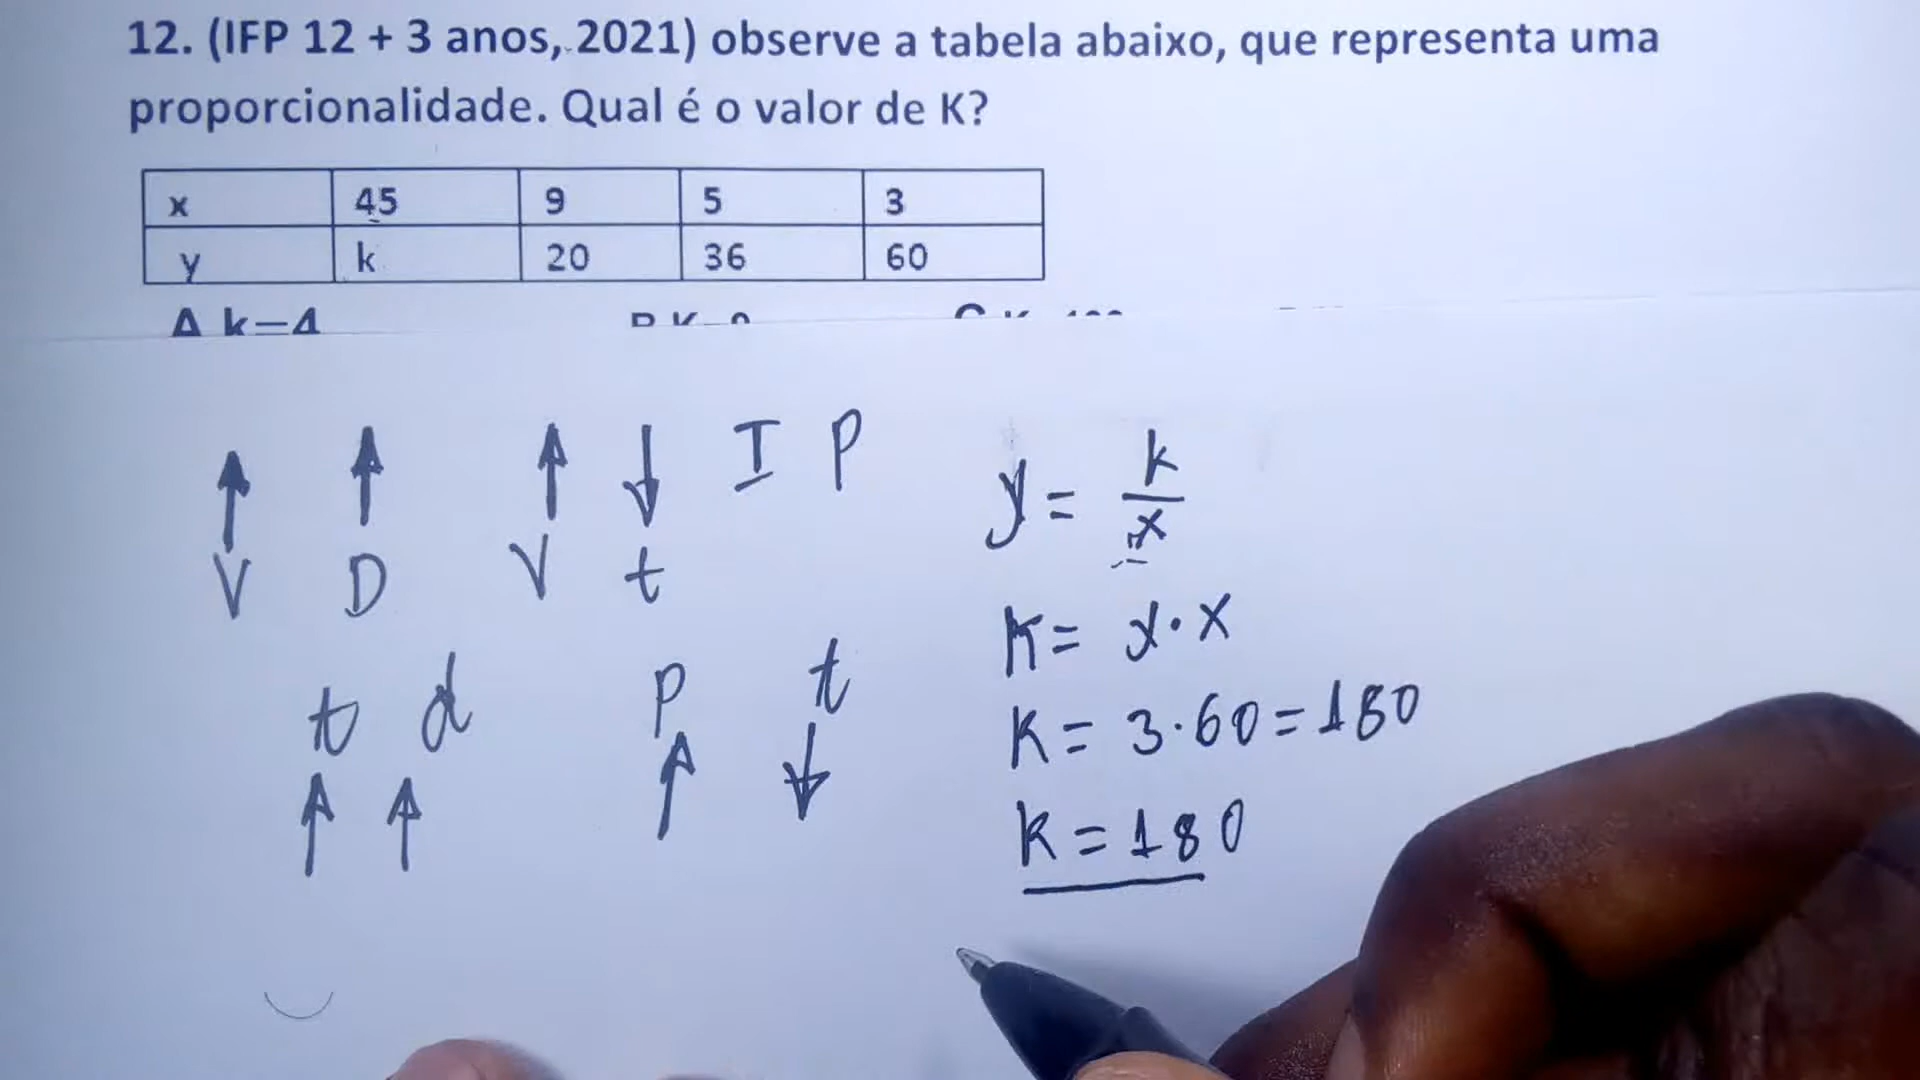 12. (IFP 12 + 3 anos, 2021) observe a tabela abaixo, que representa uma
proporcionalidade. Qual é o valor de K?
x 45 9 5 3
y k 20 36 60
A k=4
I P
V D V t
t d P t
y = k/x
K = y·x
K = 3·60=180
k=180